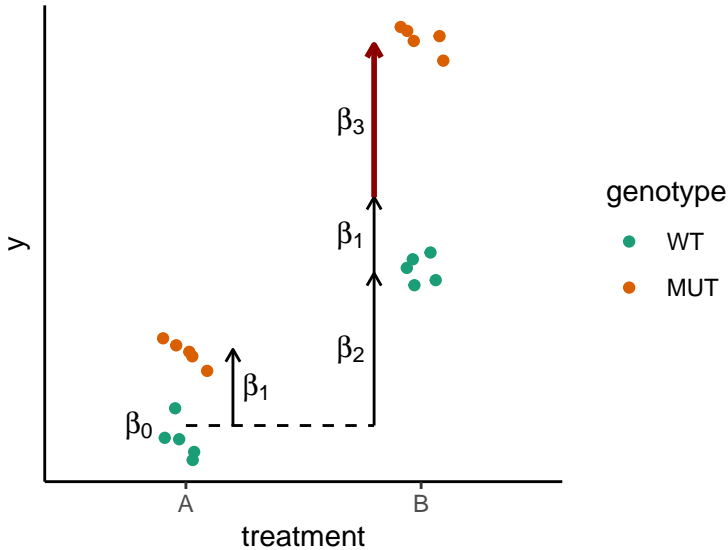 β3
genotype
WT
MUT
β1
y
β2
β1
β0
A
B
treatment